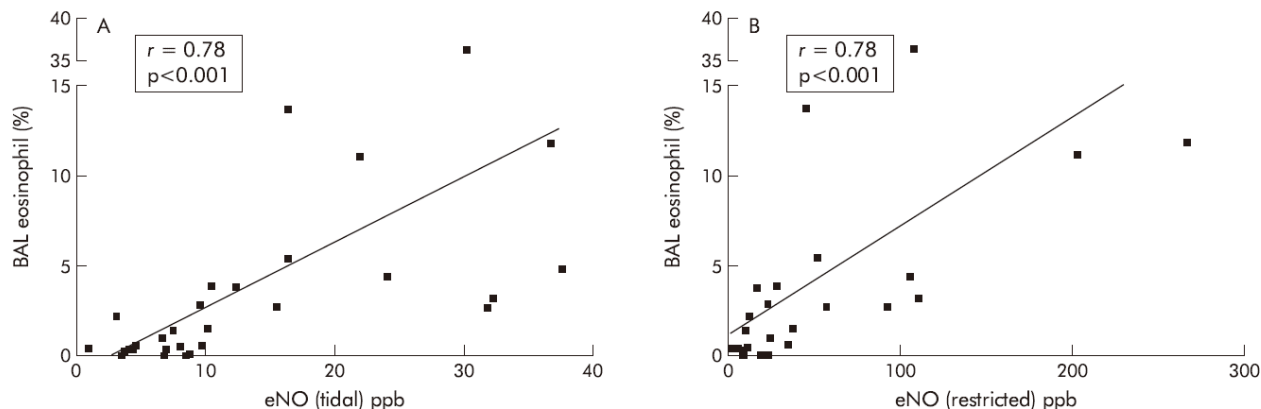 A
r = 0.78
p<0.001
40
35
15
10
5
0
BAL eosinophil (%)
0
10
20
30
40
eNO (tidal) ppb
B
r = 0.78
p<0.001
40
35
15
10
5
0
BAL eosinophil (%)
0
100
200
300
eNO (restricted) ppb